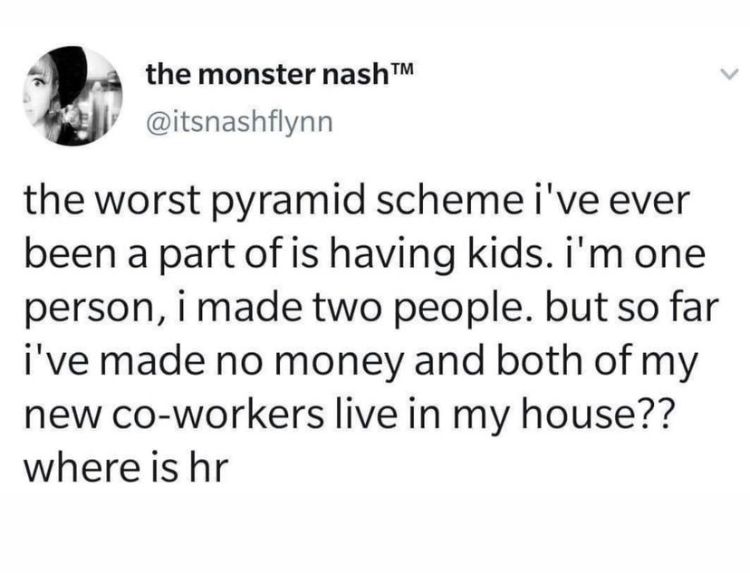 the monster nash™
@itsnashflynn
the worst pyramid scheme i've ever
been a part of is having kids. i'm one
person, i made two people. but so far
i've made no money and both of my
new co-workers live in my house??
where is hr